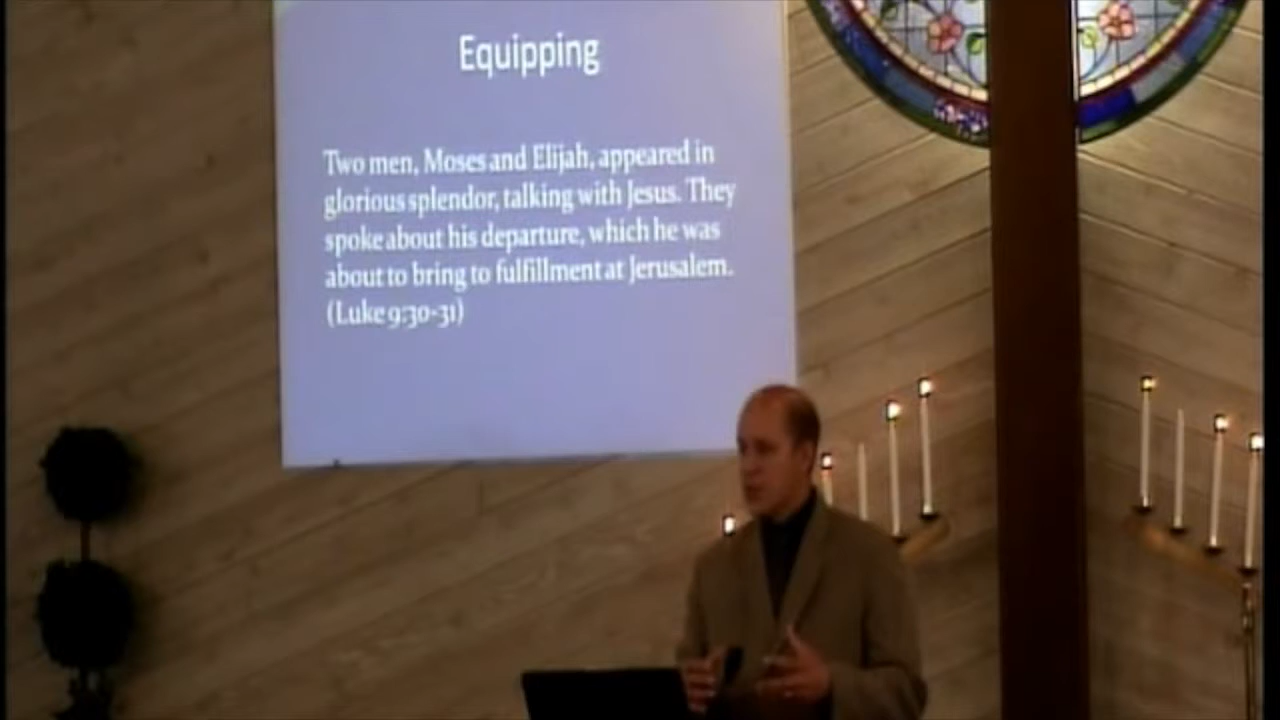 Equipping
Two men, Moses and Elijah, appeared in
glorious splendor, talking with Jesus. They
spoke about his departure, which he was
about to bring to fulfillment at Jerusalem.
(Luke 9:30-31)